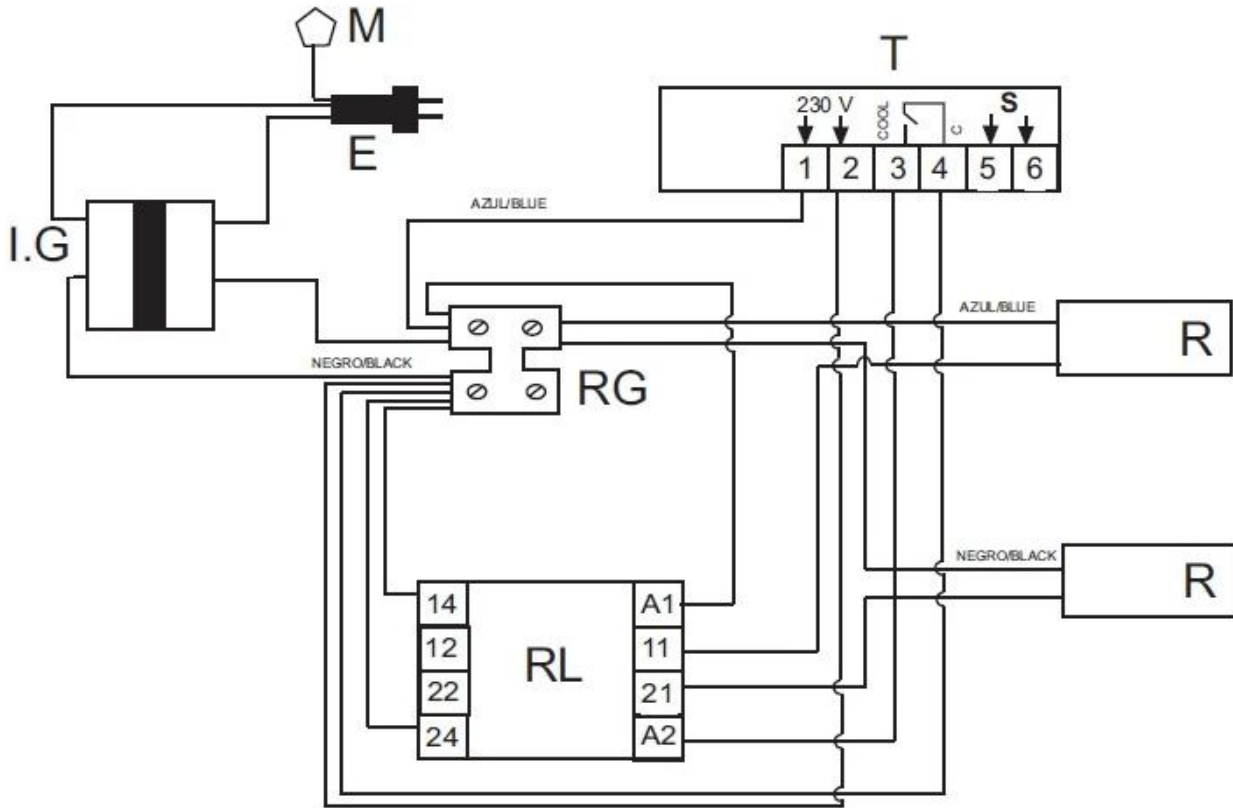 M
T
E
230 V
COOL
C
S
1 2 3 4 5 6
AZUL/BLUE
I.G
AZUL/BLUE
R
NEGRO/BLACK
RG
NEGRO/BLACK
R
14
12
22
24
RL
A1
11
21
A2